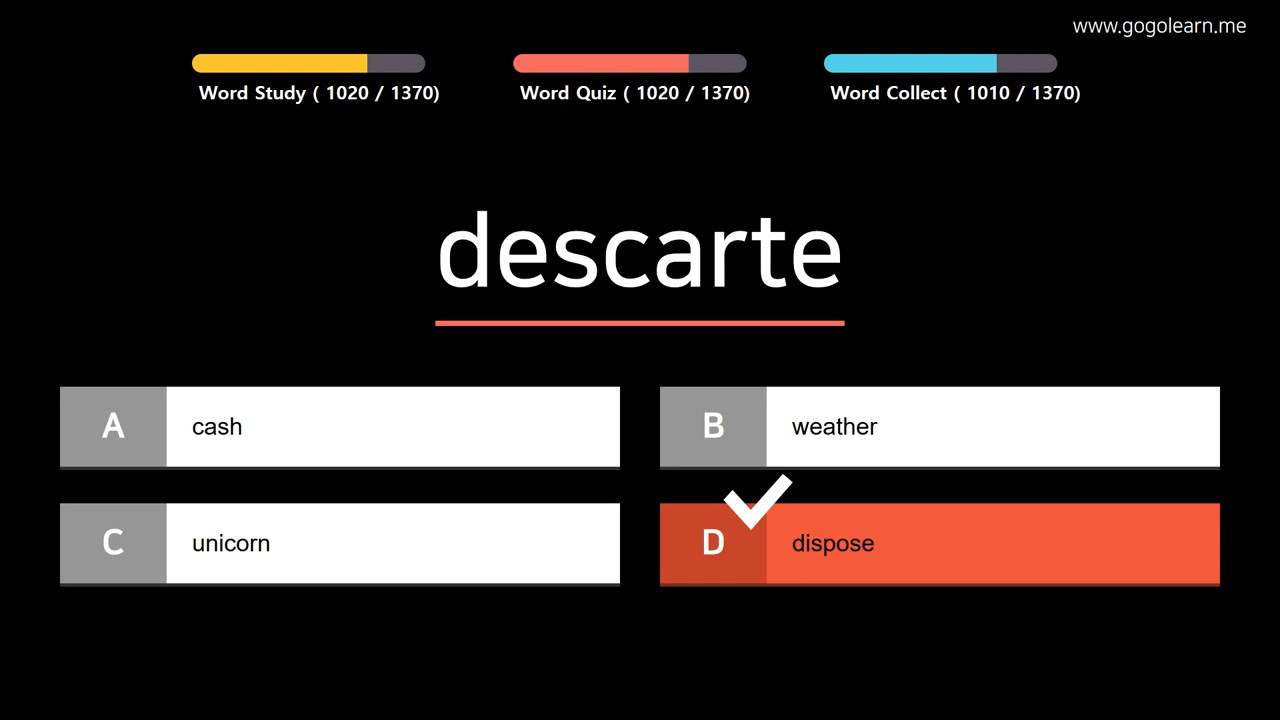 www.gogolearn.me
Word Study ( 1020 / 1370)
Word Quiz ( 1020 / 1370)
Word Collect ( 1010 / 1370)
descarte
A cash
B weather
C unicorn
D dispose